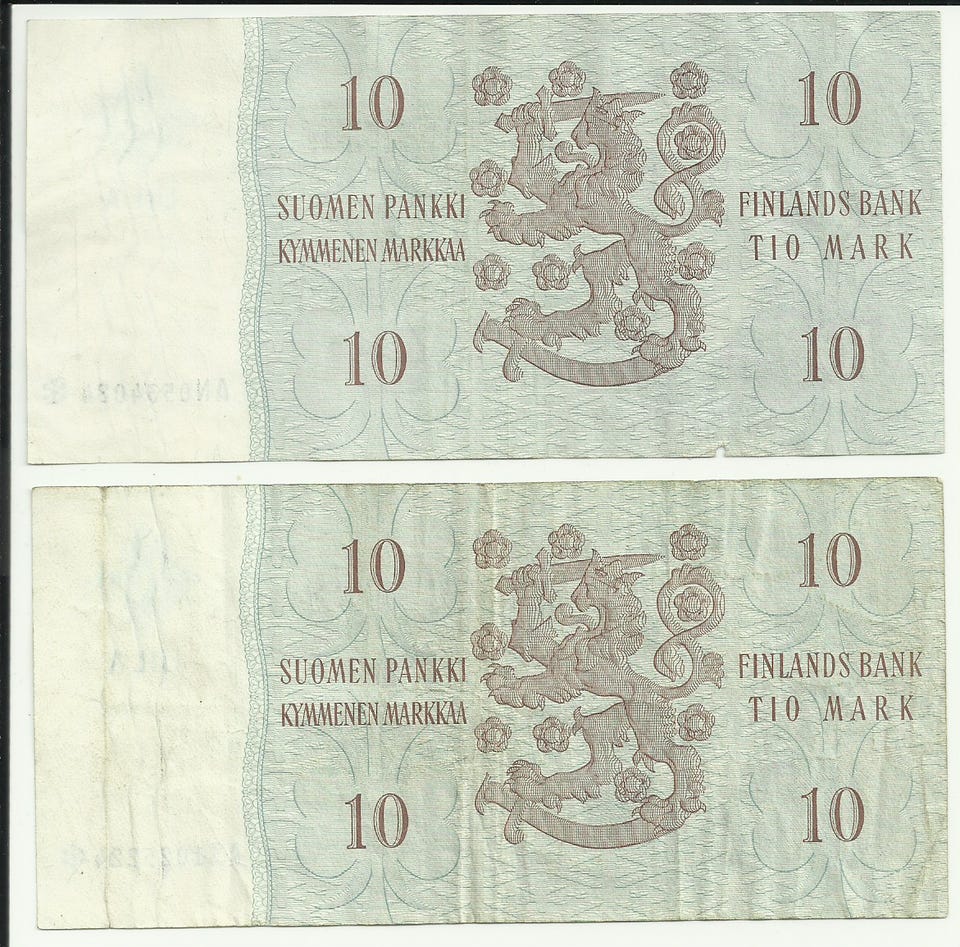 10
10
SUOMEN PANKKI
KYMMENEN MARKKAA
FINLANDS BANK
TIO MARK
10
10
10
10
SUOMEN PANKKI
KYMMENEN MARKKAA
FINLANDS BANK
TIO MARK
10
10